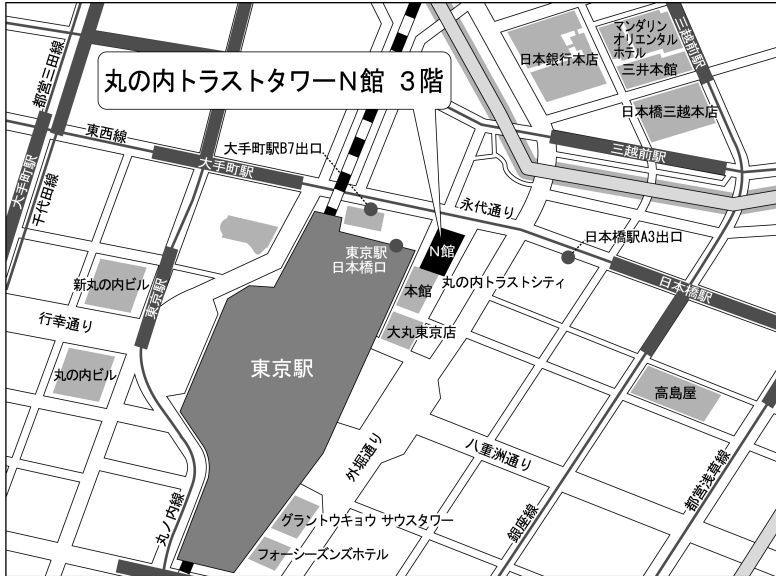 丸の内トラストタワーN館 3階
都営三田線
東西線
大手町駅
大手町駅B7出口
大手町駅
千代田線
マンダリン
オリエンタル
ホテル
三井本館
日本銀行本店
日本橋三越本店
三越前駅
三越前駅
永代通り
日本橋駅A3出口
日本橋駅
東京駅
日本橋口
N館
本館
丸の内トラストシティ
大丸東京店
新丸の内ビル
東京駅
行幸通り
丸の内ビル
東京駅
高島屋
外堀通り
八重洲通り
丸ノ内線
グラントウキョウ サウスタワー
フォーシーズンズホテル
銀座線
都営浅草線